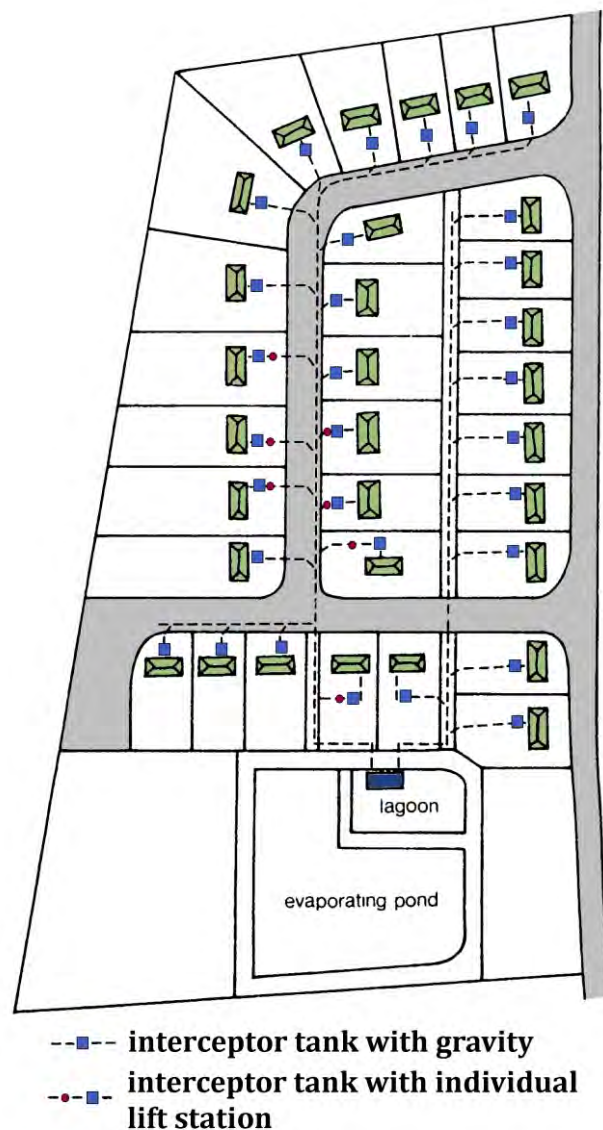 lagoon
evaporating pond
interceptor tank with gravity
interceptor tank with individual
lift station